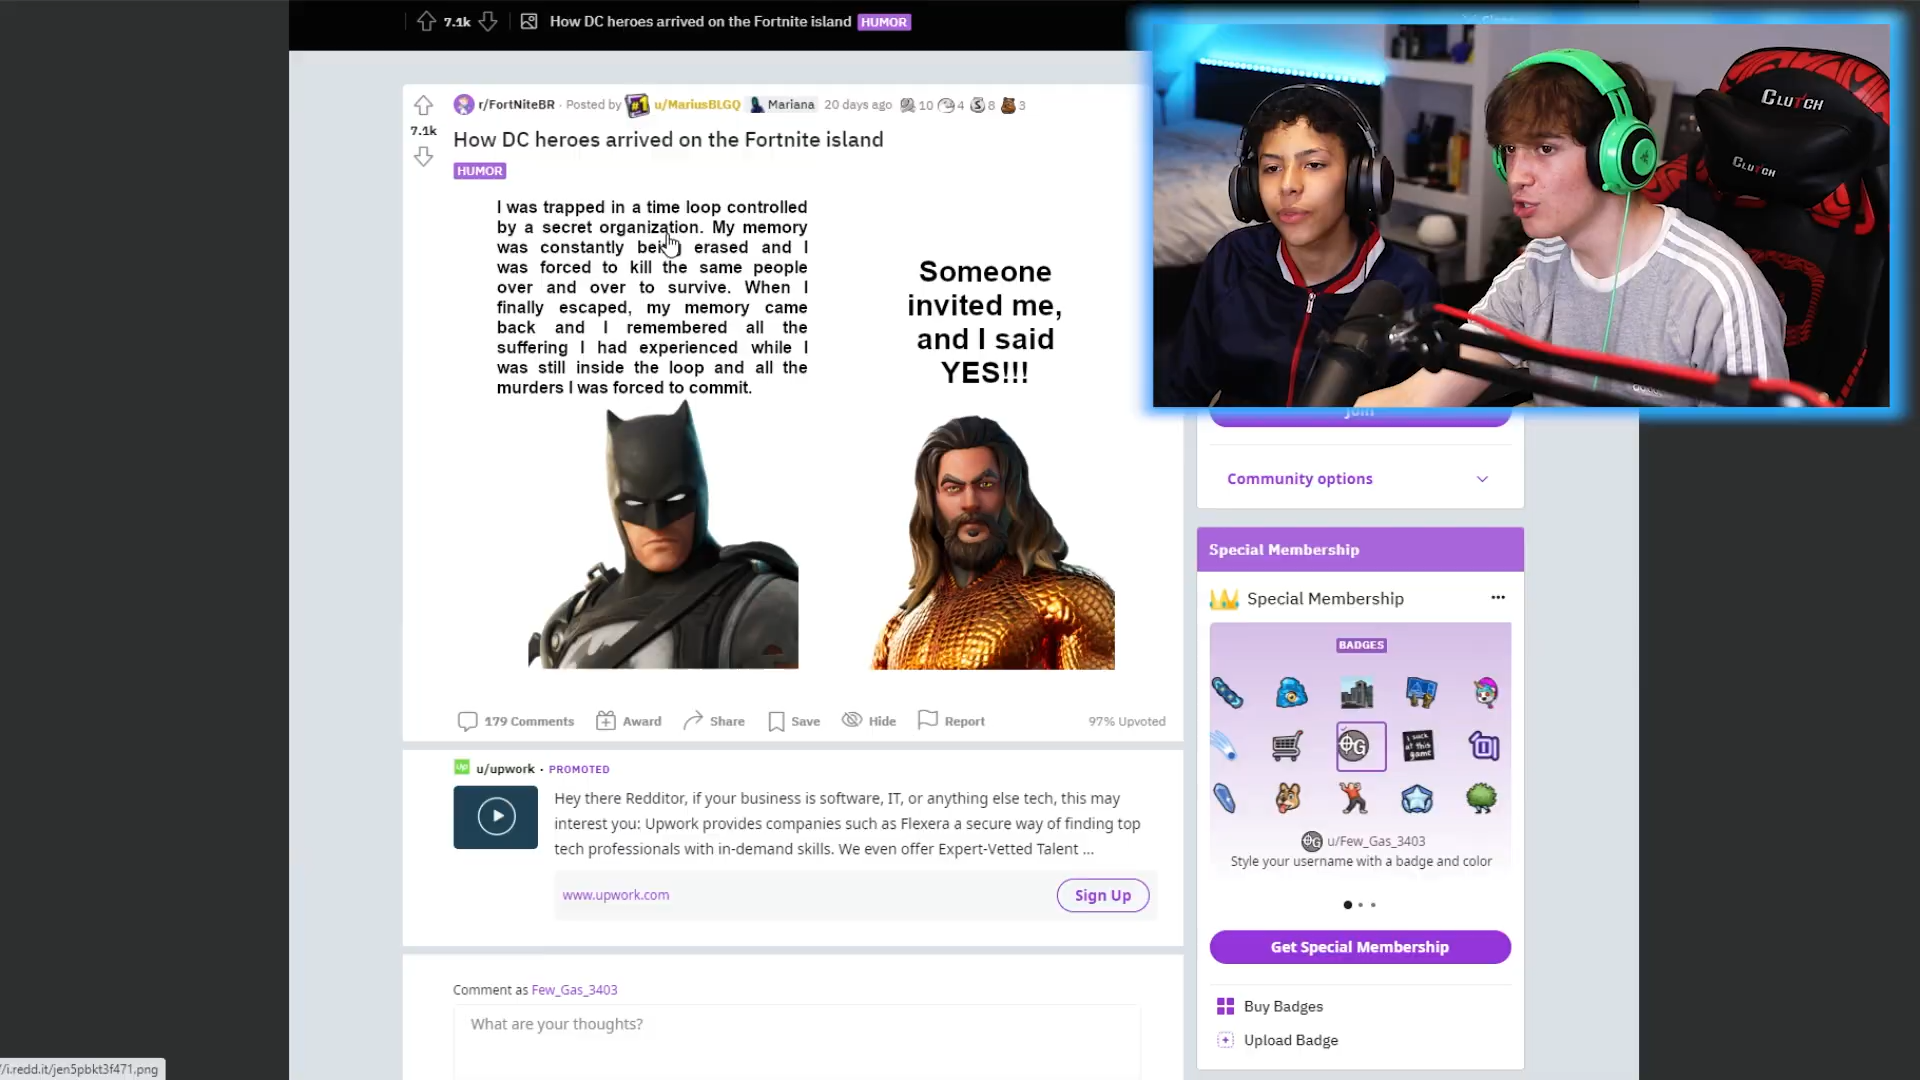 7.1k How DC heroes arrived on the Fortnite island HUMOR
r/FortNiteBR · Posted by u/MariusBLGQ Mariana 20 days ago 10 4 8 3
7.1k
How DC heroes arrived on the Fortnite island
HUMOR
I was trapped in a time loop controlled
by a secret organization. My memory
was constantly being erased and I
was forced to kill the same people
over and over to survive. When I
finally escaped, my memory came
back and I remembered all the
suffering I had experienced while I
was still inside the loop and all the
murders I was forced to commit.
Someone
invited me,
and I said
YES!!!
CLUTCH
CLUTCH
Join
Community options
179 Comments Award Share Save Hide Report 97% Upvoted
Special Membership
Special Membership
BADGES
I suck
at this
game
G
u/Few_Gas_3403
Style your username with a badge and color
Get Special Membership
Buy Badges
Upload Badge
up u/upwork · PROMOTED
Hey there Redditor, if your business is software, IT, or anything else tech, this may
interest you: Upwork provides companies such as Flexera a secure way of finding top
tech professionals with in-demand skills. We even offer Expert-Vetted Talent ...
www.upwork.com
Sign Up
Comment as Few_Gas_3403
What are your thoughts?
//i.redd.it/jen5pbkt3f471.png